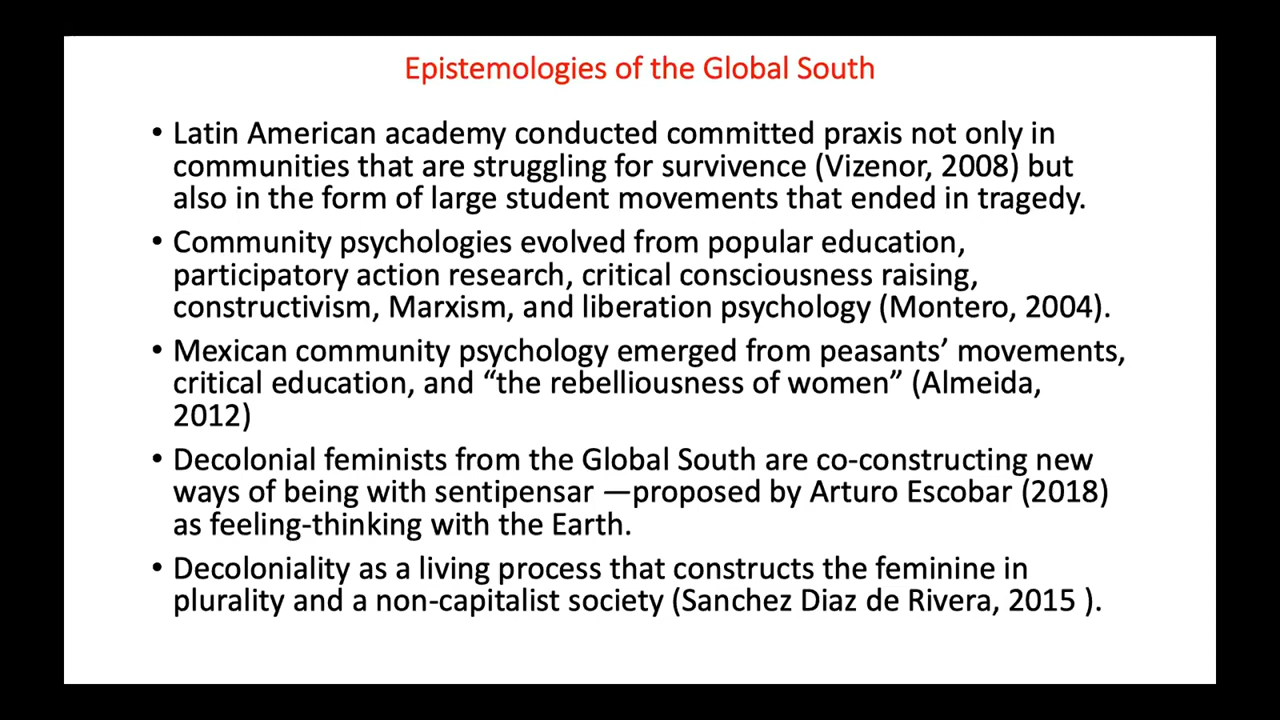 Epistemologies of the Global South
• Latin American academy conducted committed praxis not only in
communities that are struggling for survivence (Vizenor, 2008) but
also in the form of large student movements that ended in tragedy.
• Community psychologies evolved from popular education,
participatory action research, critical consciousness raising,
constructivism, Marxism, and liberation psychology (Montero, 2004).
• Mexican community psychology emerged from peasants’ movements,
critical education, and “the rebelliousness of women” (Almeida,
2012)
• Decolonial feminists from the Global South are co-constructing new
ways of being with sentipensar —proposed by Arturo Escobar (2018)
as feeling-thinking with the Earth.
• Decoloniality as a living process that constructs the feminine in
plurality and a non-capitalist society (Sanchez Diaz de Rivera, 2015 ).